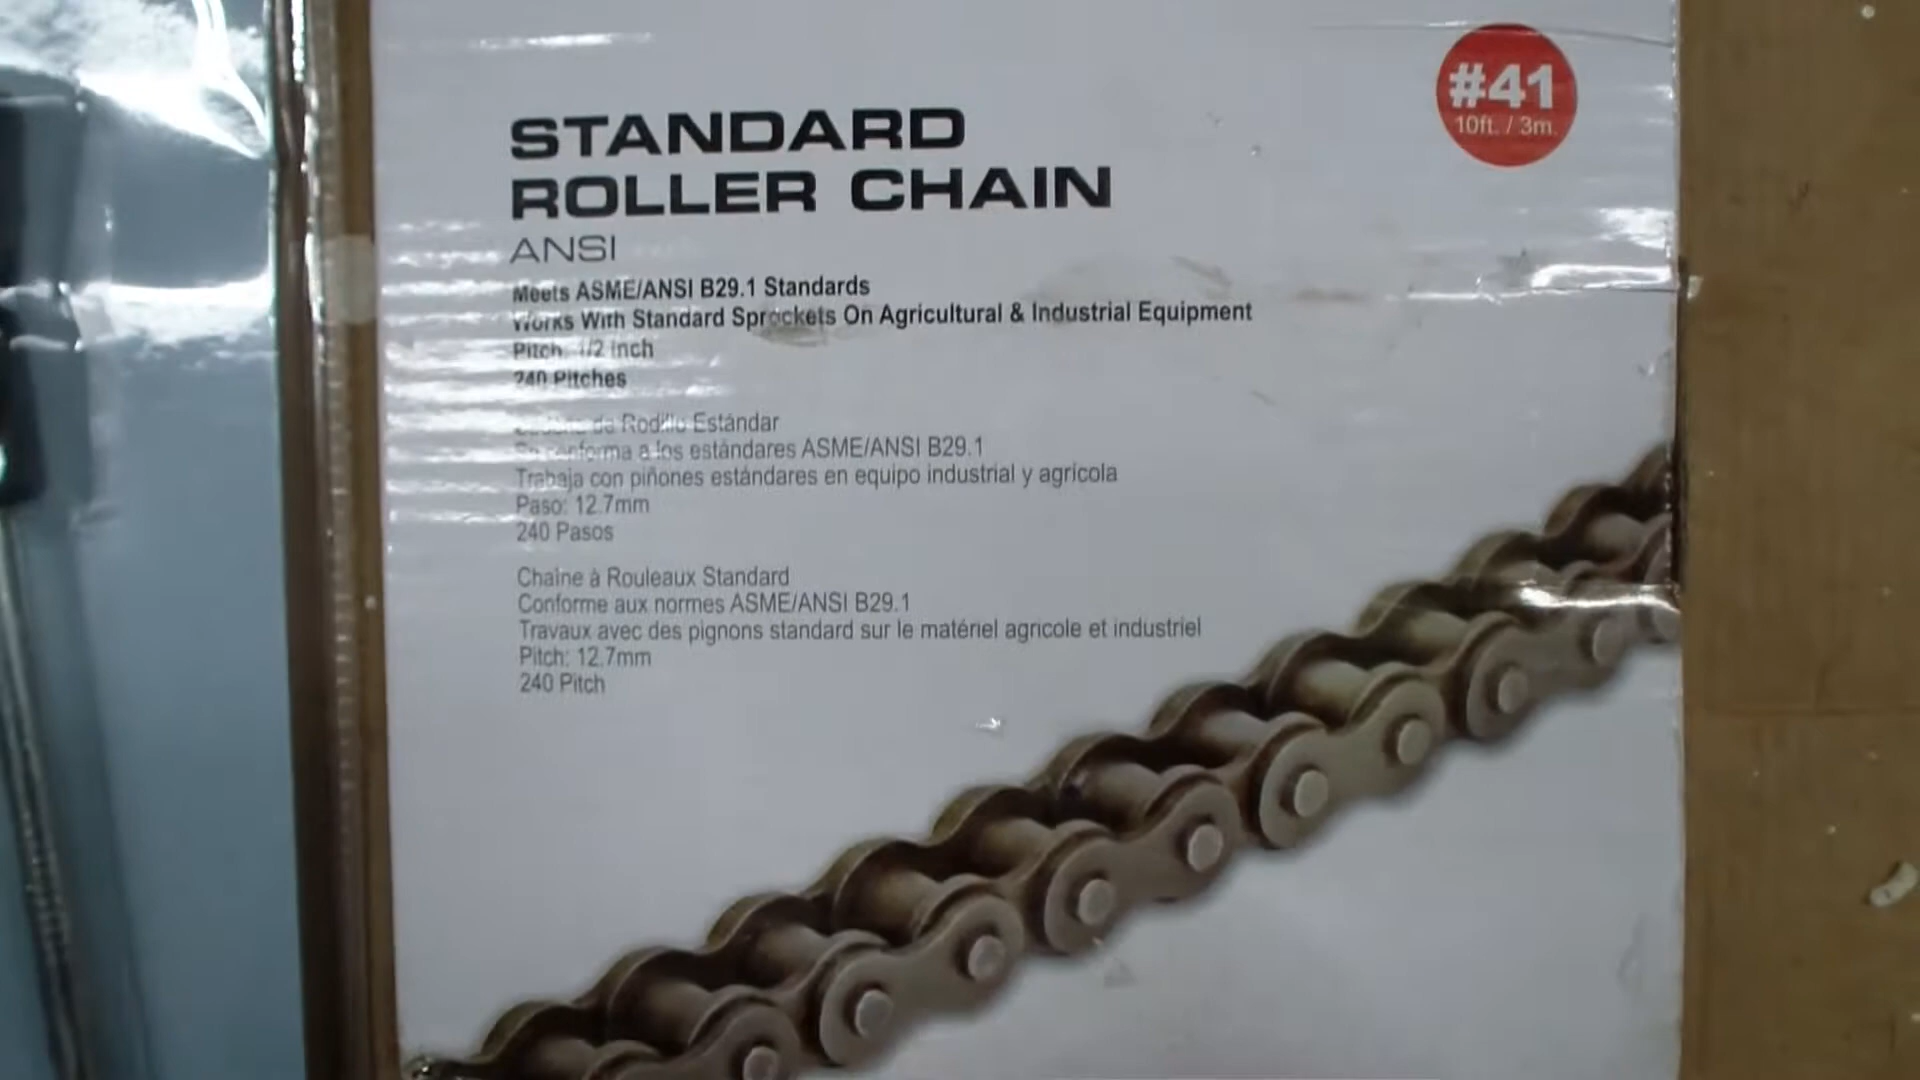 #41
10ft. / 3m.
STANDARD
ROLLER CHAIN
ANSI
Meets ASME/ANSI B29.1 Standards
Works With Standard Sprockets On Agricultural & Industrial Equipment
Pitch: 1/2 Inch
240 Pitches
de Rodillo Estándar
a los estándares ASME/ANSI B29.1
Trabaja con piñones estándares en equipo industrial y agrícola
Paso: 12.7mm
240 Pasos
Chaîne à Rouleaux Standard
Conforme aux normes ASME/ANSI B29.1
Travaux avec des pignons standard sur le matériel agricole et industriel
Pitch: 12.7mm
240 Pitch